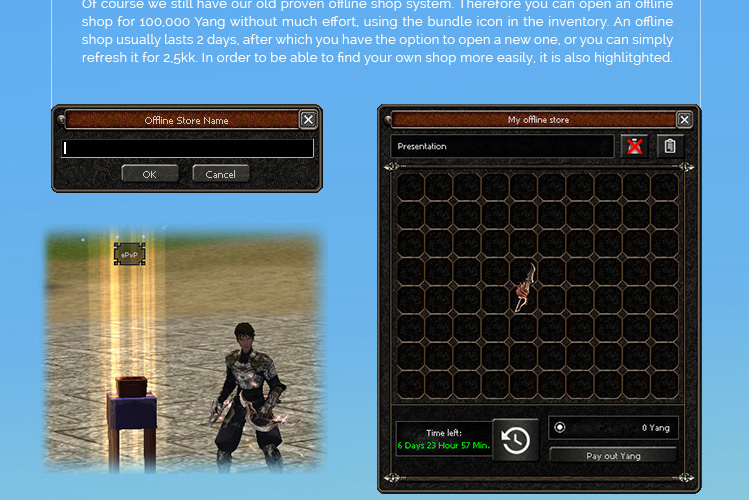 Of course we still have our old proven offline shop system. Therefore you can open an offline
shop for 100,000 Yang without much effort, using the bundle icon in the inventory. An offline
shop usually lasts 2 days, after which you have the option to open a new one, or you can simply
refresh it for 2,5kk. In order to be able to find your own shop more easily, it is also highlitghted.
Offline Store Name
OK Cancel
ePvP
My offline store
Presentation
Time left:
6 Days 23 Hour 57 Min.
0 Yang
Pay out Yang